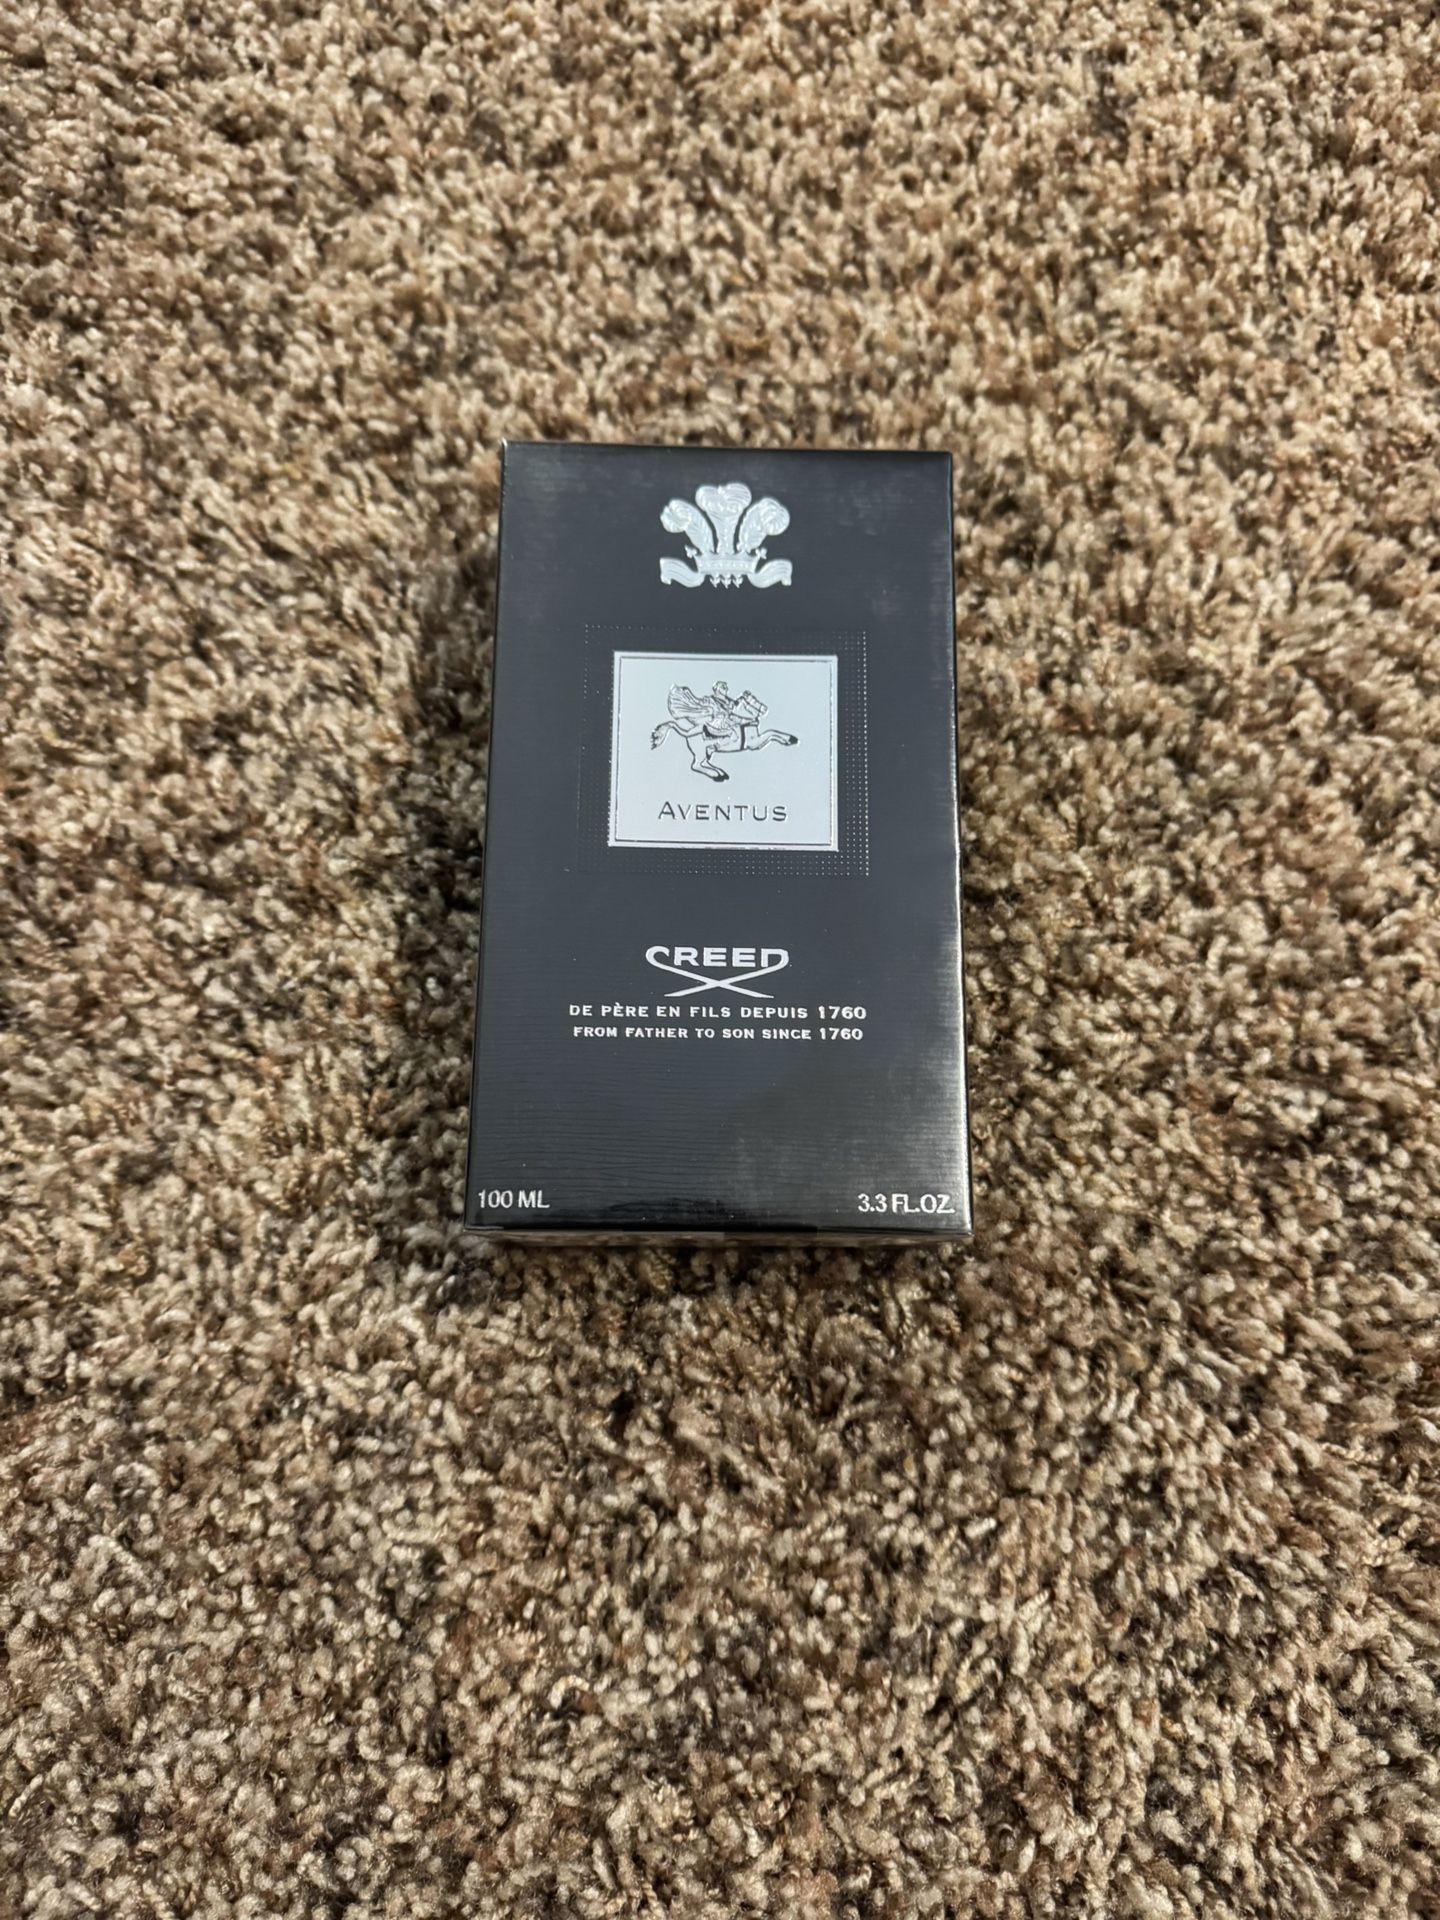 AVENTUS
CREED
DE PÈRE EN FILS DEPUIS 1760
FROM FATHER TO SON SINCE 1760
100 ML
3.3 FL.OZ.